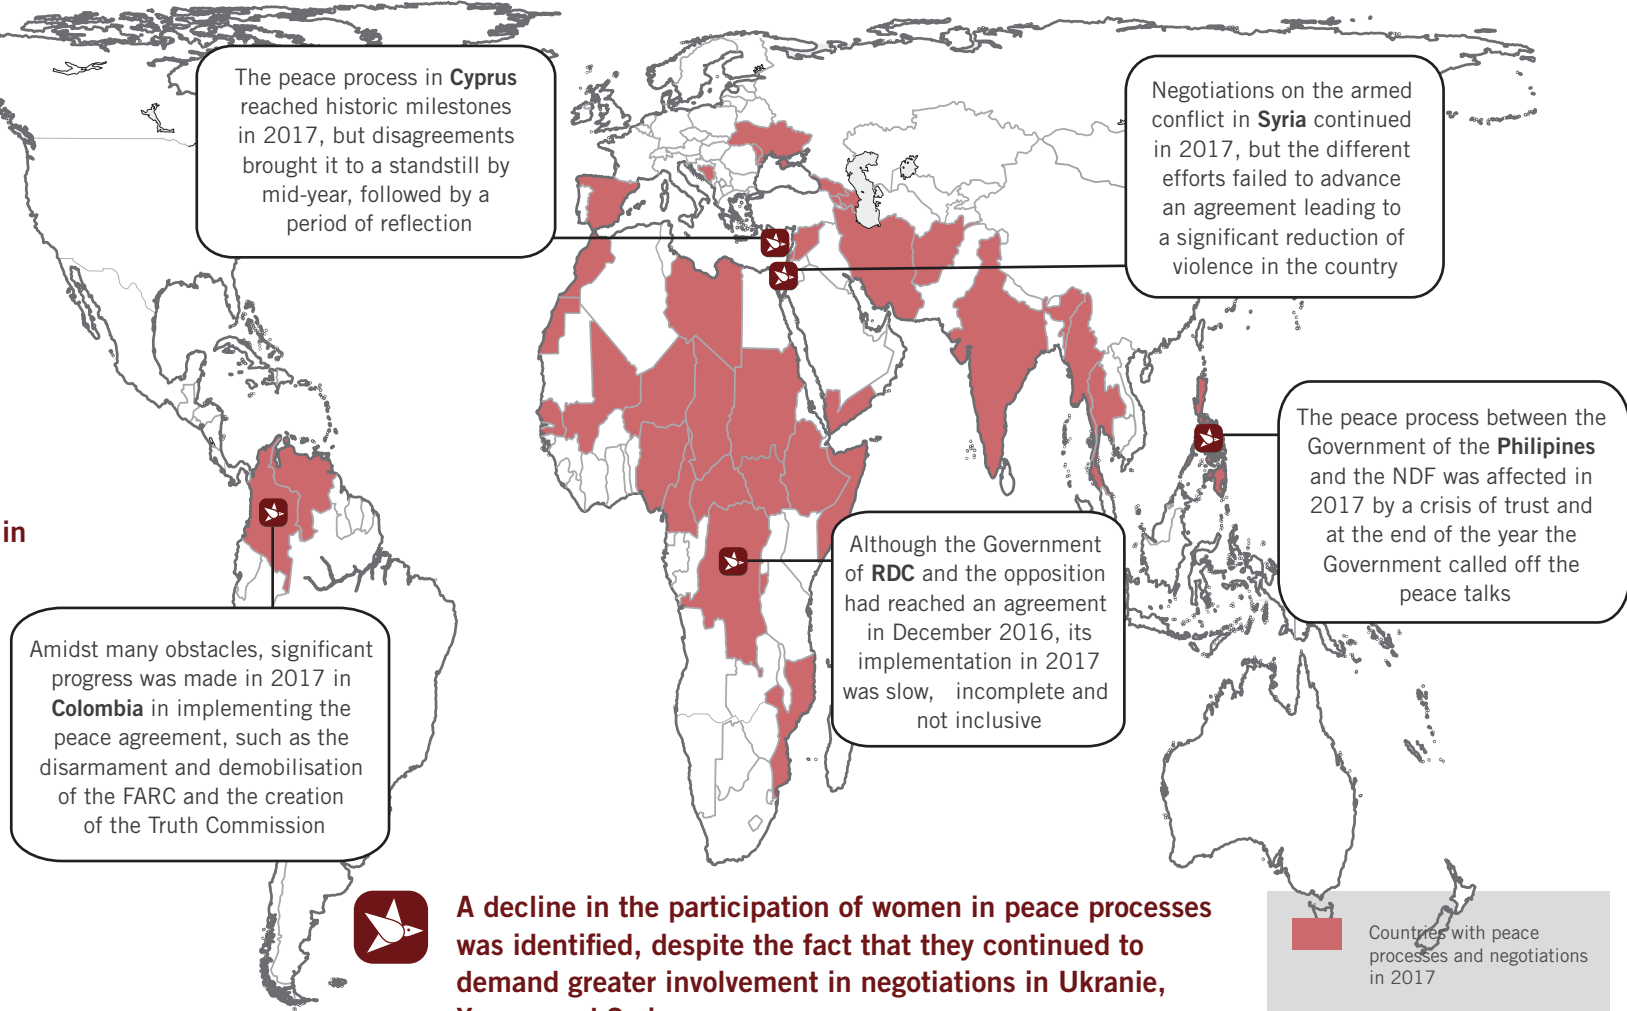 The peace process in Cyprus
reached historic milestones
in 2017, but disagreements
brought it to a standstill by
mid-year, followed by a
period of reflection
Negotiations on the armed
conflict in Syria continued
in 2017, but the different
efforts failed to advance
an agreement leading to
a significant reduction of
violence in the country
The peace process between the
Government of the Philipines
and the NDF was affected in
2017 by a crisis of trust and
at the end of the year the
Government called off the
peace talks
in
Although the Government
of RDC and the opposition
had reached an agreement
in December 2016, its
implementation in 2017
was slow, incomplete and
not inclusive
Amidst many obstacles, significant
progress was made in 2017 in
Colombia in implementing the
peace agreement, such as the
disarmament and demobilisation
of the FARC and the creation
of the Truth Commission
A decline in the participation of women in peace processes
was identified, despite the fact that they continued to
demand greater involvement in negotiations in Ukranie,
Countries with peace
processes and negotiations
in 2017